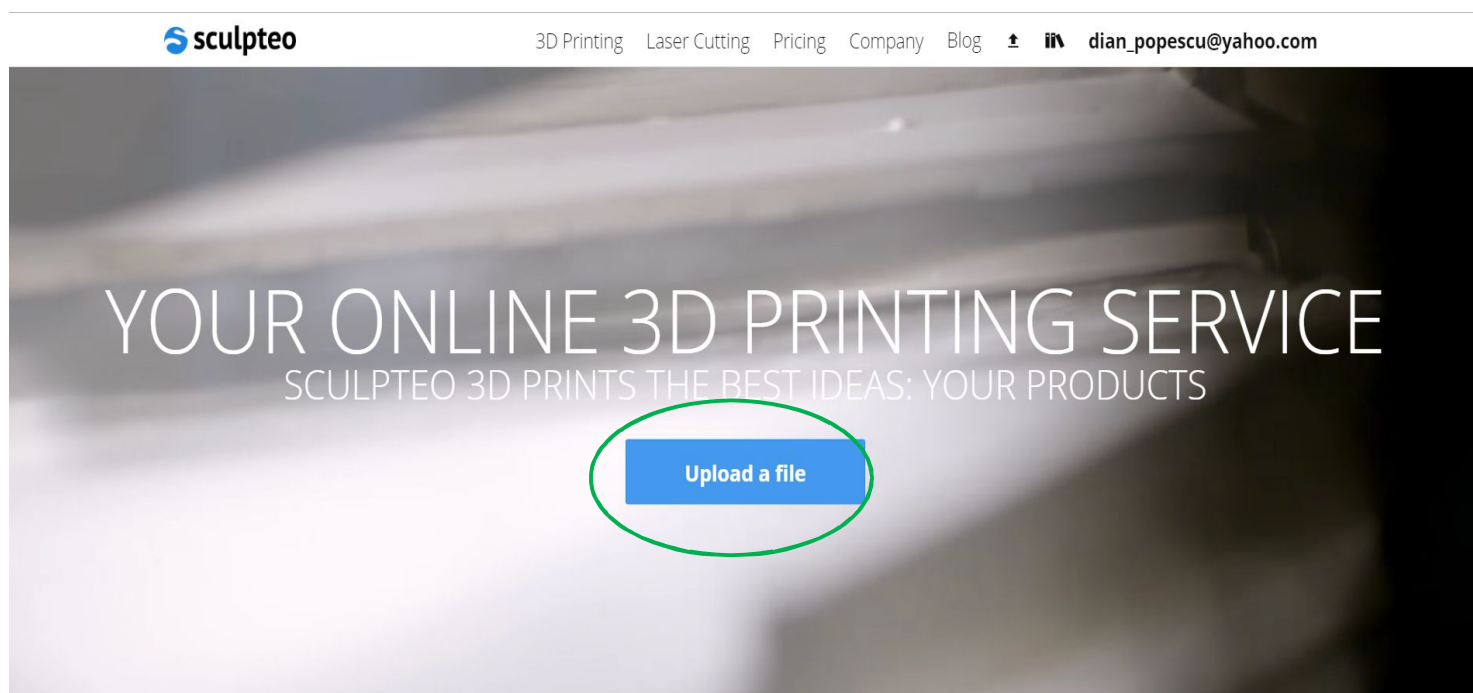 sculpteo 3D Printing Laser Cutting Pricing Company Blog dian_popescu@yahoo.com
YOUR ONLINE 3D PRINTING SERVICE
SCULPTEO 3D PRINTS THE BEST IDEAS: YOUR PRODUCTS
Upload a file